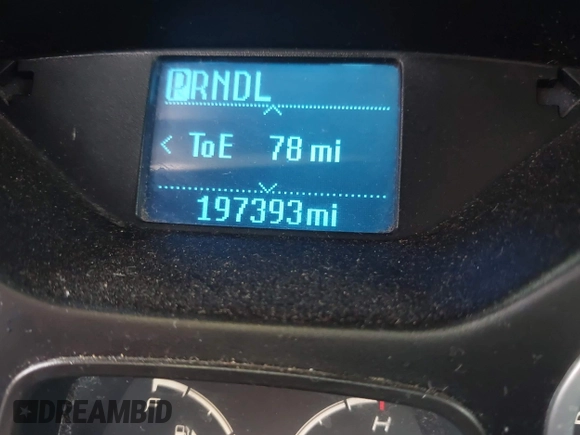 PRNDL
< ToE 78 mi
197393mi
H
DREAMBID